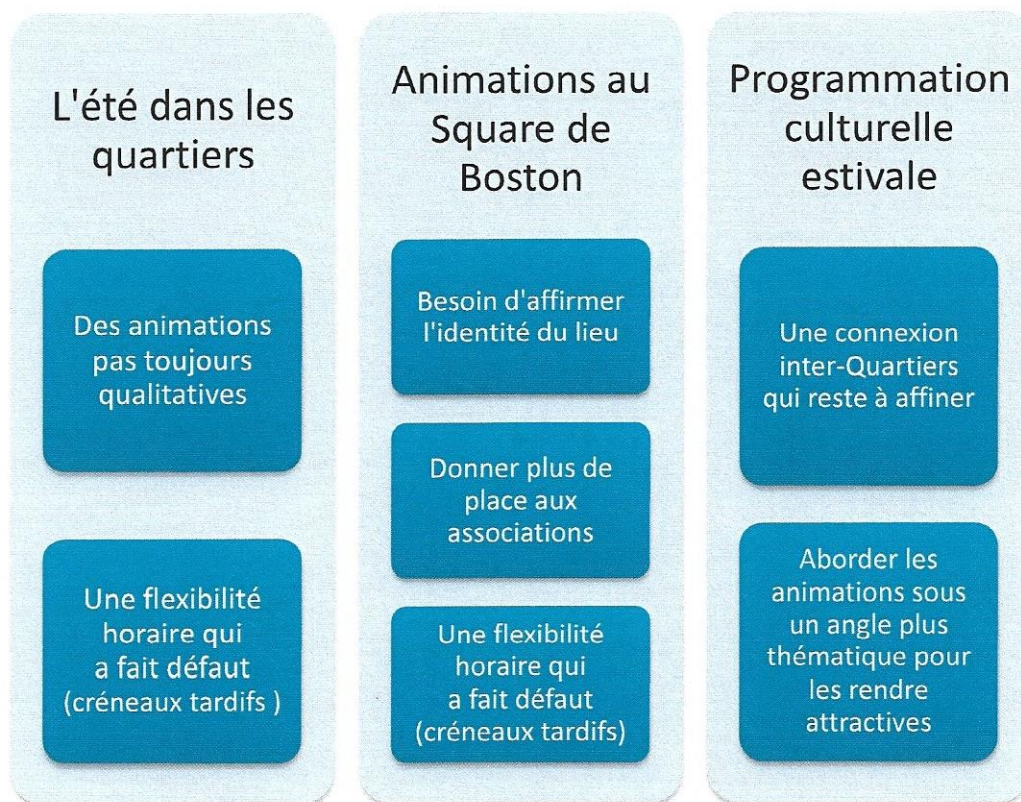 L'été dans les
quartiers
Des animations
pas toujours
qualitatives
Une flexibilité
horaire qui
a fait défaut
(créneaux tardifs )
Animations au
Square de
Boston
Besoin d'affirmer
l'identité du lieu
Donner plus de
place aux
associations
Une flexibilité
horaire qui
a fait défaut
(créneaux tardifs)
Programmation
culturelle
estivale
Une connexion
inter-Quartiers
qui reste à affiner
Aborder les
animations sous
un angle plus
thématique pour
les rendre
attractives